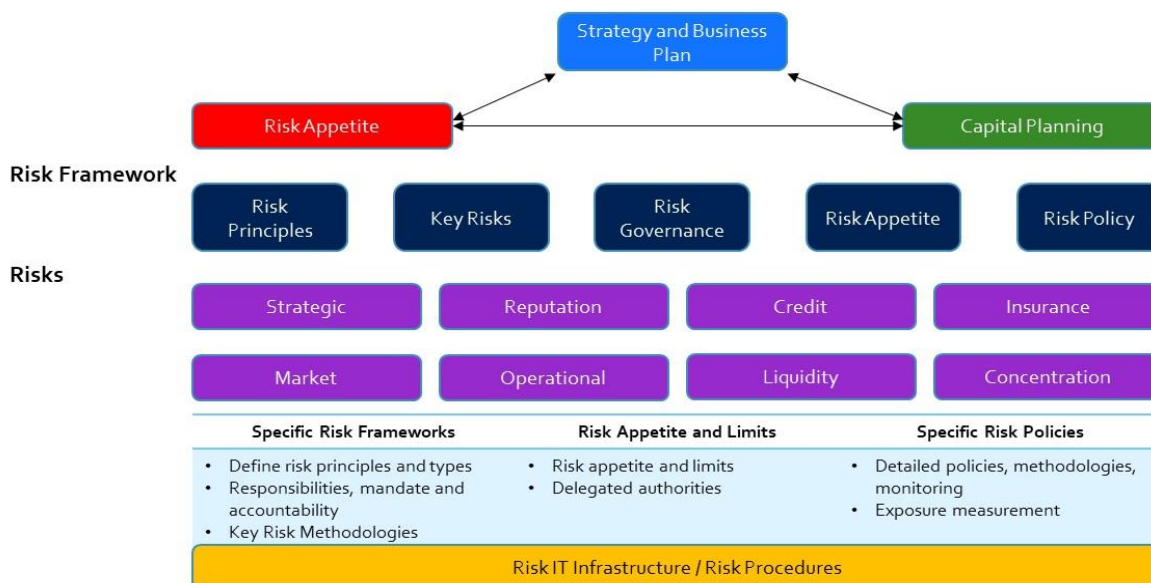 Strategy and Business
Plan
Risk Appetite
Capital Planning
Risk Framework
Risk
Principles
Key Risks
Risk
Governance
Risk Appetite
Risk Policy
Risks
Strategic
Reputation
Credit
Insurance
Market
Operational
Liquidity
Concentration
Specific Risk Frameworks
• Define risk principles and types
• Responsibilities, mandate and
accountability
• Key Risk Methodologies
Risk Appetite and Limits
• Risk appetite and limits
• Delegated authorities
Specific Risk Policies
• Detailed policies, methodologies,
monitoring
• Exposure measurement
Risk IT Infrastructure / Risk Procedures